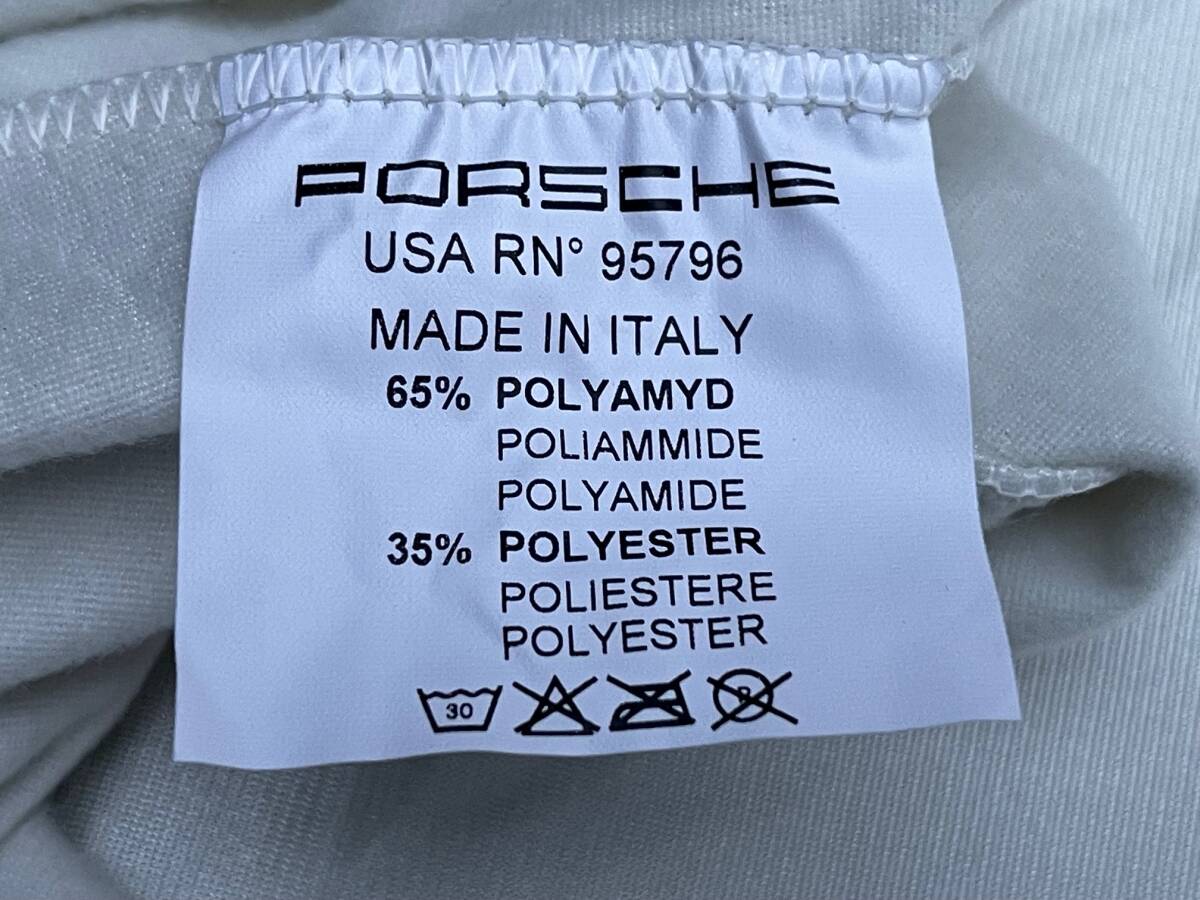 PORSCHE
USA RN° 95796
MADE IN ITALY
65% POLYAMYD
POLIAMMIDE
POLYAMIDE
35% POLYESTER
POLIESTERE
POLYESTER
30 P